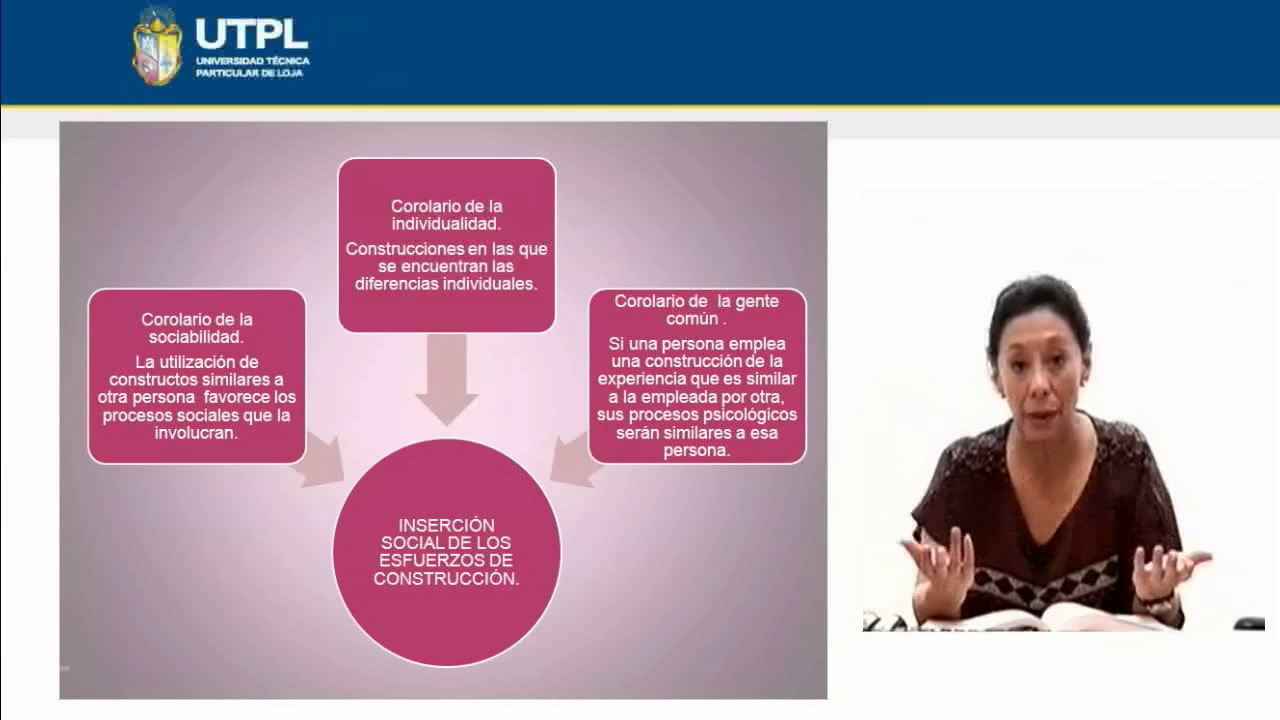 UTPL
UNIVERSIDAD TÉCNICA
PARTICULAR DE LOJA
Corolario de la
individualidad.
Construcciones en las que
se encuentran las
diferencias individuales.
Corolario de la
sociabilidad.
La utilización de
constructos similares a
otra persona favorece los
procesos sociales que la
involucran.
Corolario de la gente
común .
Si una persona emplea
una construcción de la
experiencia que es similar
a la empleada por otra,
sus procesos psicológicos
serán similares a esa
persona.
INSERCIÓN
SOCIAL DE LOS
ESFUERZOS DE
CONSTRUCCIÓN.